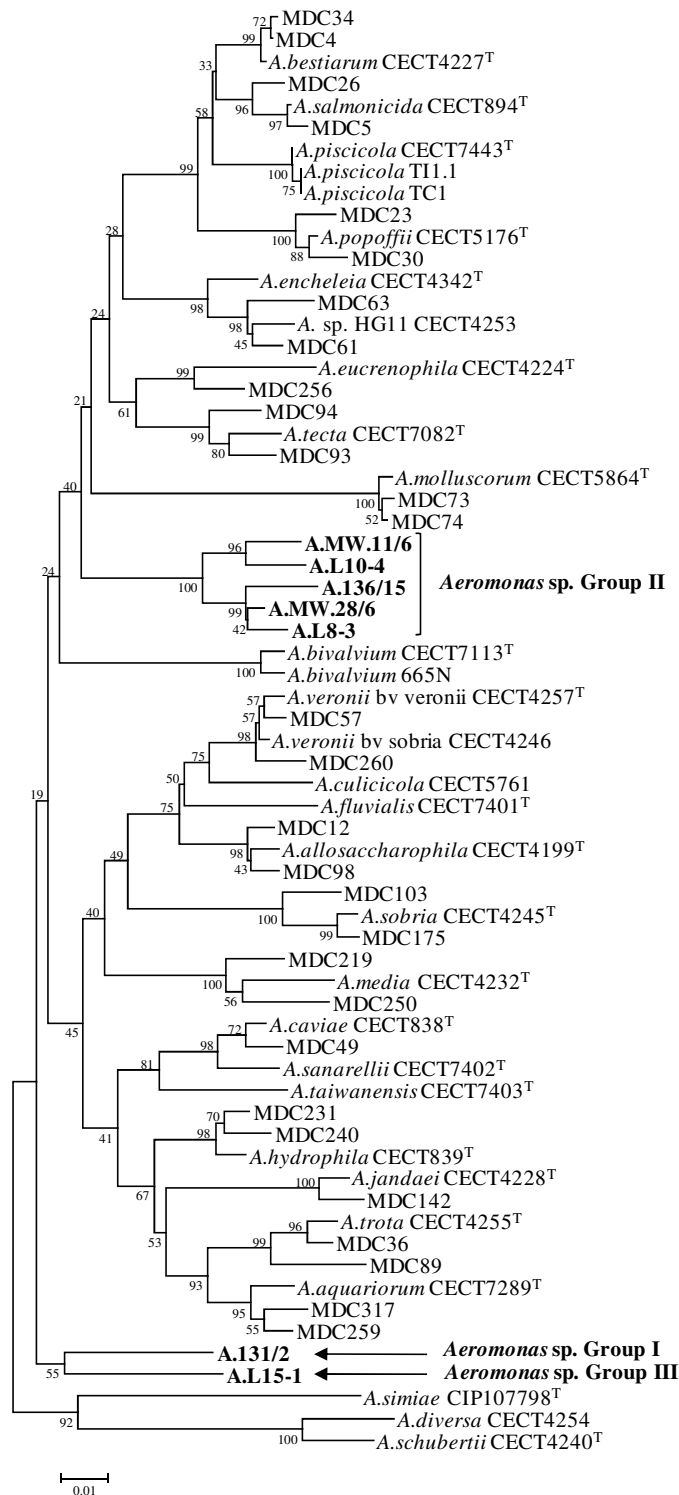 72 MDC34
99 MDC4
A.bestiarum CECT4227T
33 MDC26
96 A.salmonicida CECT894T
58 97 MDC5
A.piscicola CECT7443T
100 A.piscicola TI1.1
99 75 A.piscicola TC1
MDC23
100 A.popoffii CECT5176T
28 88 MDC30
A.encheleia CECT4342T
98 MDC63
24 98 A. sp. HG11 CECT4253
45 MDC61
99 A.eucrenophila CECT4224T
MDC256
21 61 MDC94
99 A.tecta CECT7082T
80 MDC93
A.molluscorum CECT5864T
40 100 MDC73
52 MDC74
96 A.MW.11/6
A.L10-4
24 100 A.136/15 Aeromonas sp. Group II
99 A.MW.28/6
42 A.L8-3
A.bivalvium CECT7113T
100 A.bivalvium 665N
57 A.veronii bv veronii CECT4257T
57 MDC57
98 A.veronii bv sobria CECT4246
75 MDC260
50 A.culicicola CECT5761
19 A.fluvialis CECT7401T
75 MDC12
98 A.allosaccharophila CECT4199T
49 43 MDC98
MDC103
40 100 A.sobria CECT4245T
99 MDC175
MDC219
100 A.media CECT4232T
56 MDC250
45 72 A.caviae CECT838T
98 MDC49
81 A.sanarellii CECT7402T
A.taiwanensis CECT7403T
41 70 MDC231
98 MDC240
A.hydrophila CECT839T
67 100 A.jandaei CECT4228T
MDC142
53 96 A.trota CECT4255T
99 MDC36
MDC89
93 A.aquariorum CECT7289T
95 MDC317
55 MDC259
A.131/2 Aeromonas sp. Group I
55 A.L15-1 Aeromonas sp. Group III
A.simiae CIP107798T
92 A.diversa CECT4254
100 A.schubertii CECT4240T
0.01